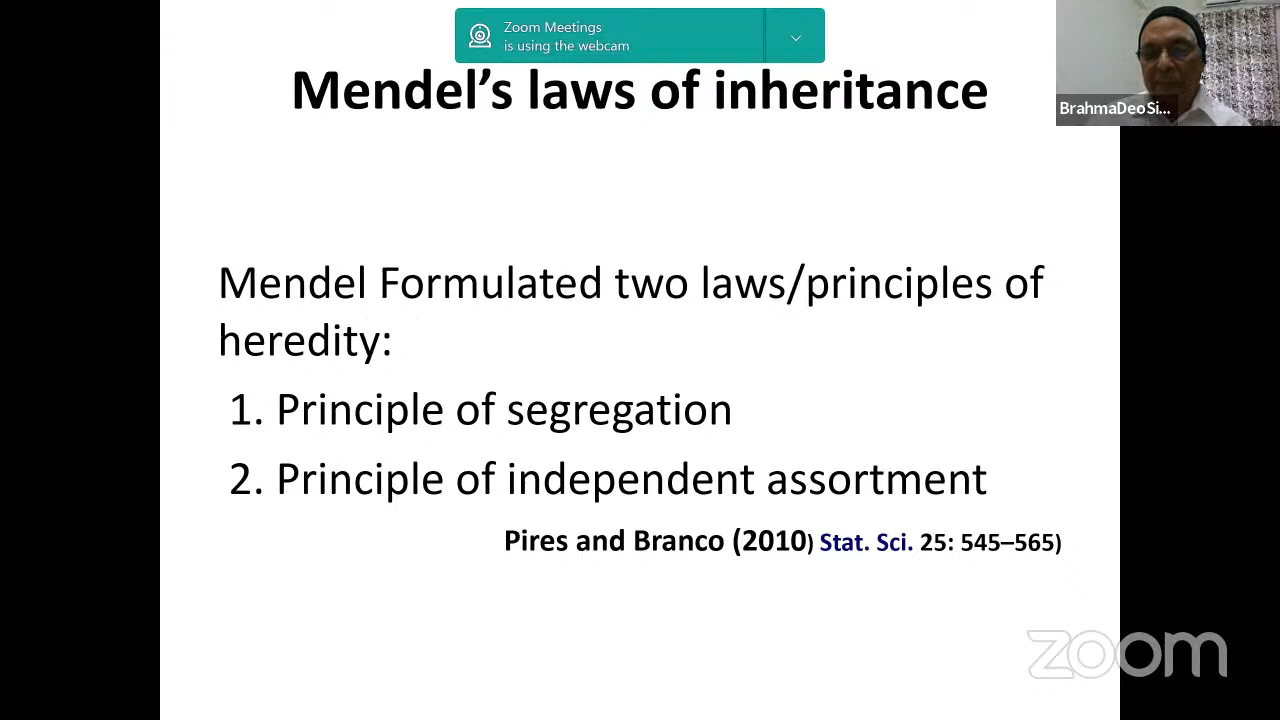 Zoom Meetings
is using the webcam
Mendel’s laws of inheritance
BrahmaDeoSi...
Mendel Formulated two laws/principles of
heredity:
1. Principle of segregation
2. Principle of independent assortment
Pires and Branco (2010) Stat. Sci. 25: 545–565)
zoom